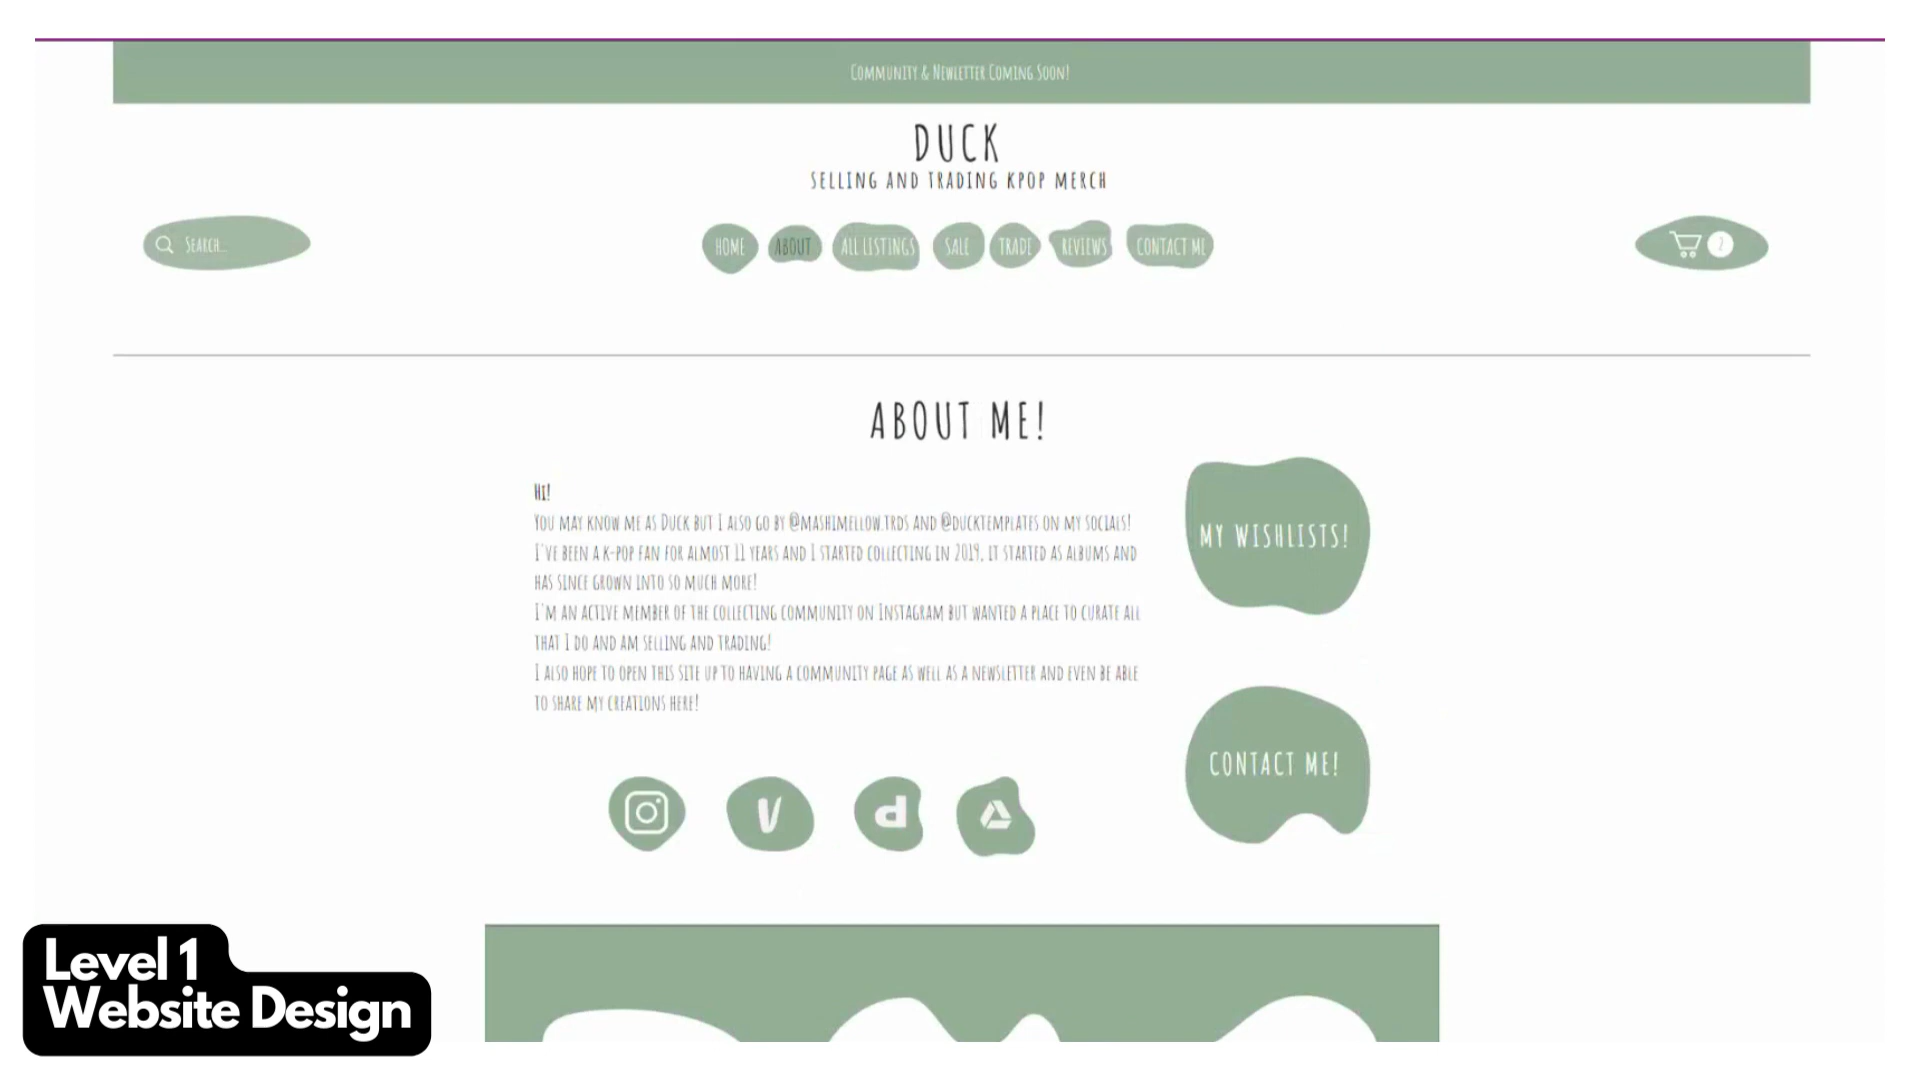 Community & Newletter Coming Soon!
DUCK
SELLING AND TRADING KPOP MERCH
Search...
HOME
ABOUT
ALL LISTINGS
SALE
TRADE
REVIEWS
CONTACT ME
ABOUT ME!
Hi!
You may know me as Duck but I also go by @mashimellow.trds and @ducktemplates on my socials!
I've been a k-pop fan for almost 11 years and I started collecting in 2019, it started as albums and
has since grown into so much more!
I'm an active member of the collecting community on Instagram but wanted a place to curate all
that I do and am selling and trading!
I also hope to open this site up to having a community page as well as a newsletter and even be able
to share my creations here!
MY WISHLISTS!
CONTACT ME!
Level 1
Website Design